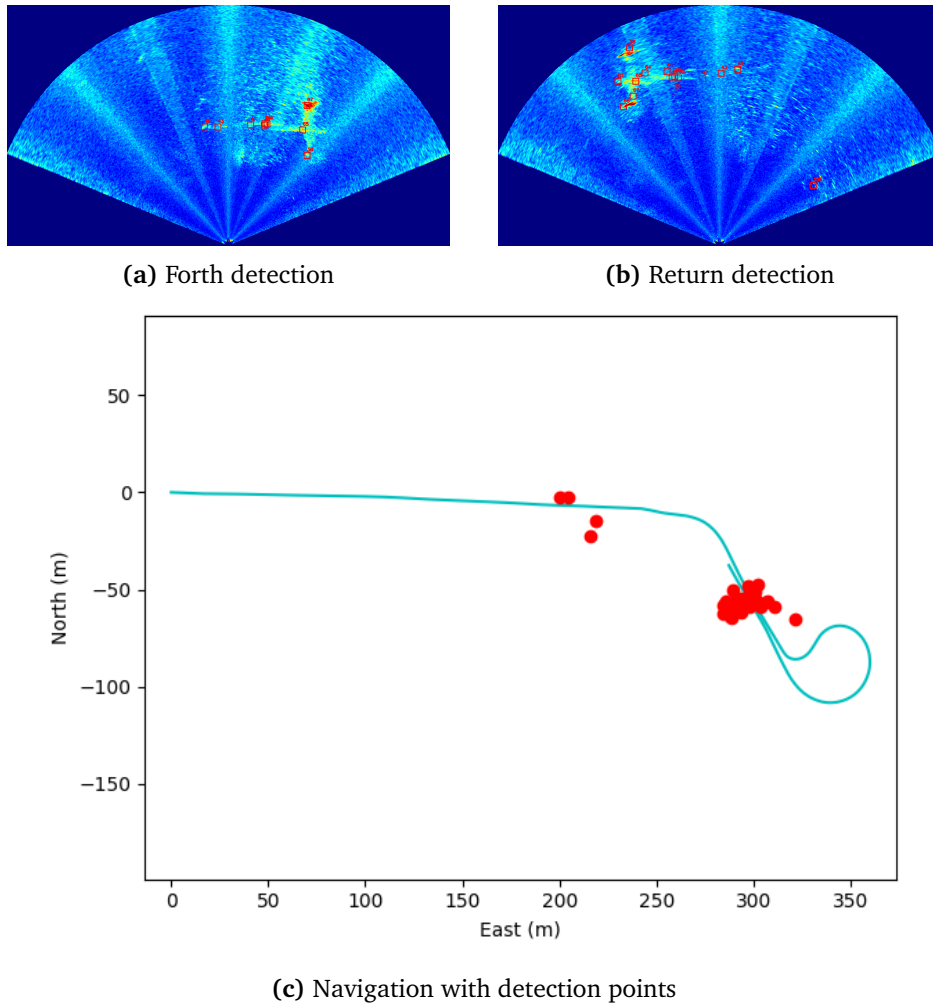 (a) Forth detection
(b) Return detection
50
0
−50
−100
−150
North (m)
0 50 100 150 200 250 300 350
East (m)
(c) Navigation with detection points